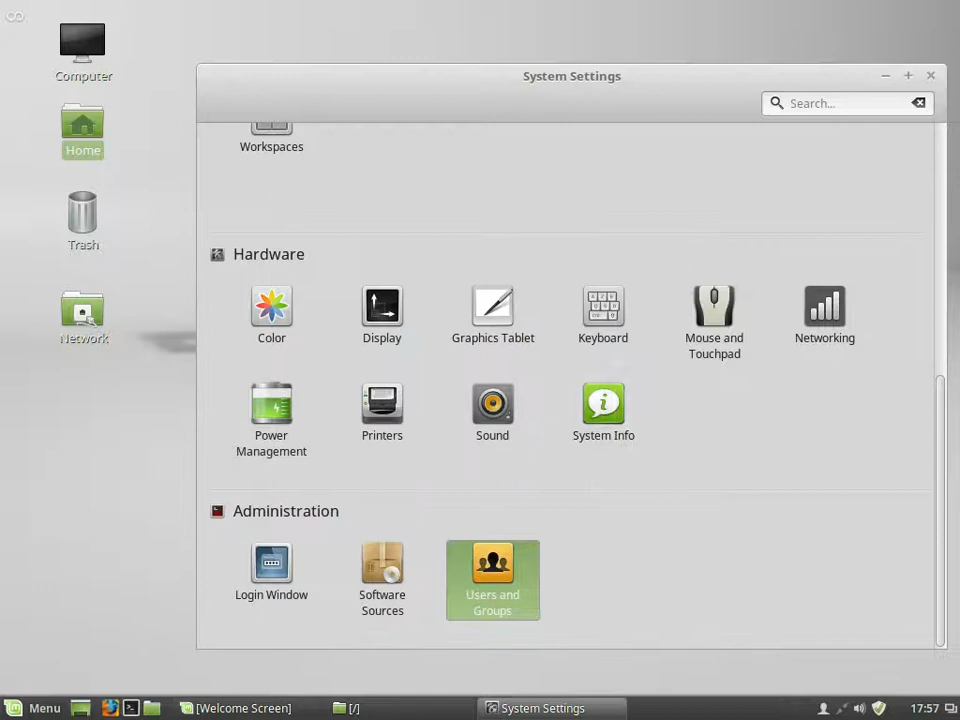 Computer
Home
Trash
Network
System Settings
Search...
Workspaces
Hardware
Color
Display
Graphics Tablet
Keyboard
Mouse and
Touchpad
Networking
Power
Management
Printers
Sound
System Info
Administration
Login Window
Software
Sources
Users and
Groups
Menu
[Welcome Screen]
[/]
System Settings
17:57